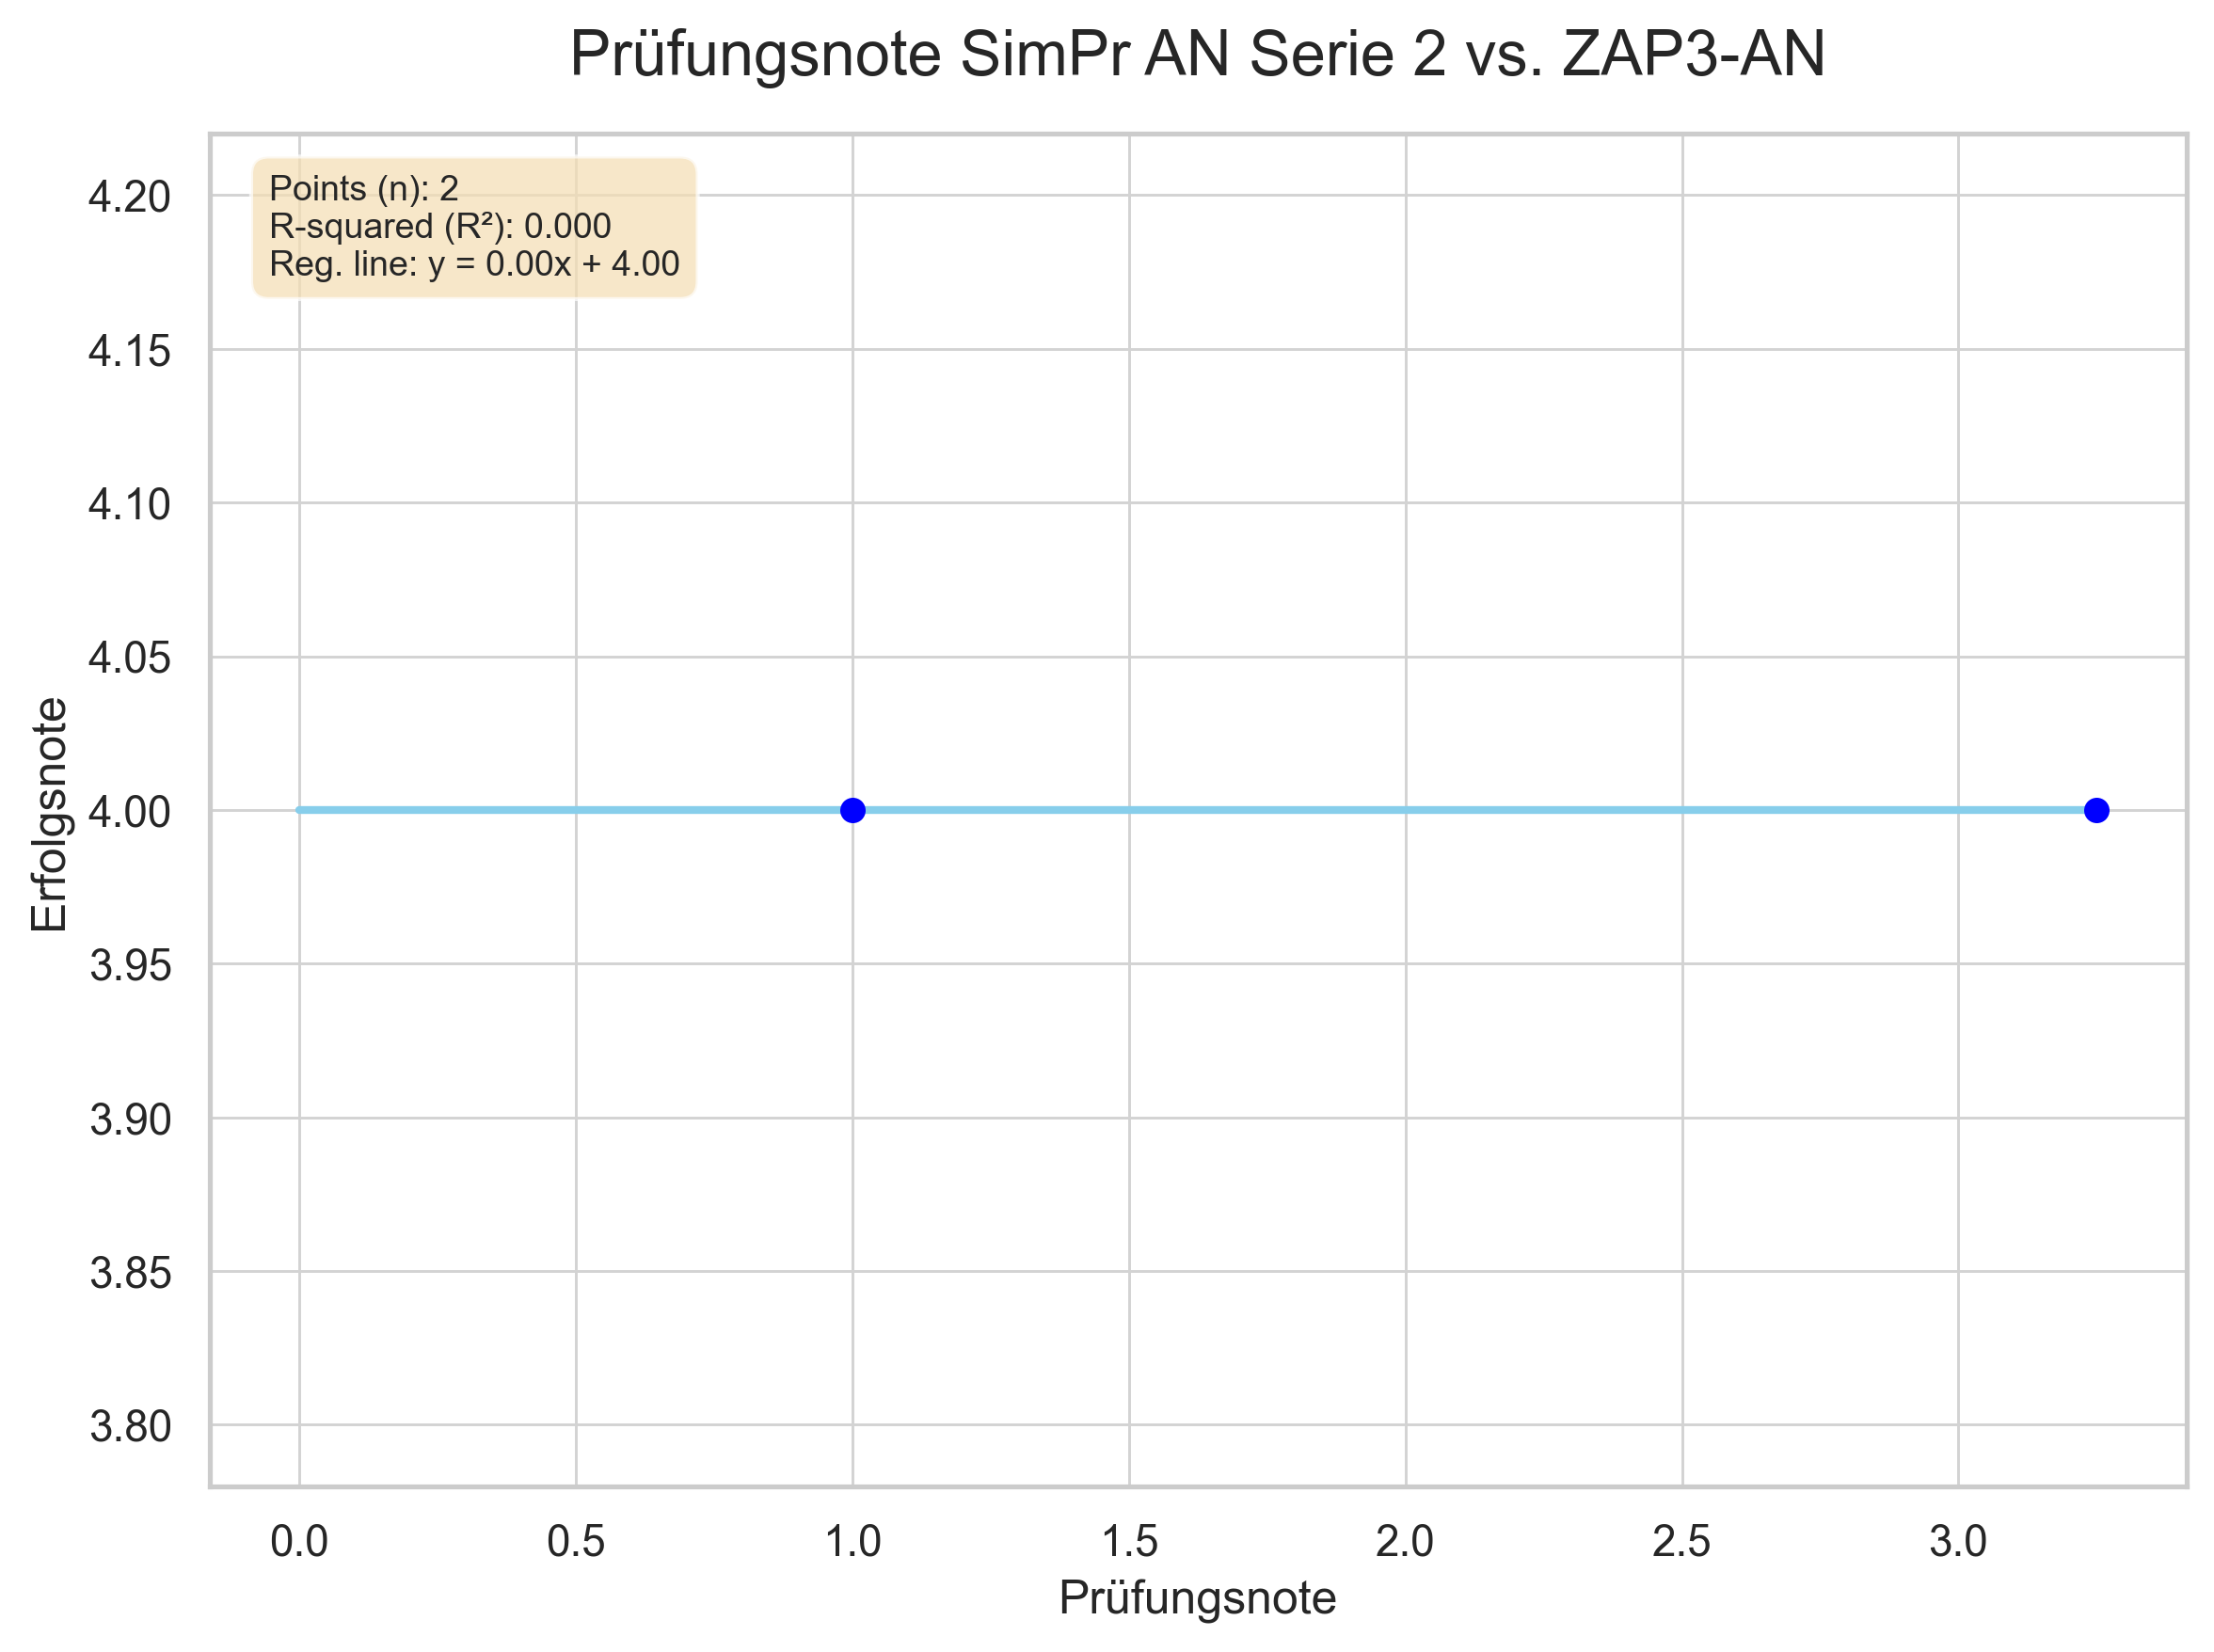 Prüfungsnote SimPr AN Serie 2 vs. ZAP3-AN
Points (n): 2
R-squared (R²): 0.000
Reg. line: y = 0.00x + 4.00
4.20
4.15
4.10
4.05
4.00
3.95
3.90
3.85
3.80
Erfolgsnote
0.0 0.5 1.0 1.5 2.0 2.5 3.0
Prüfungsnote